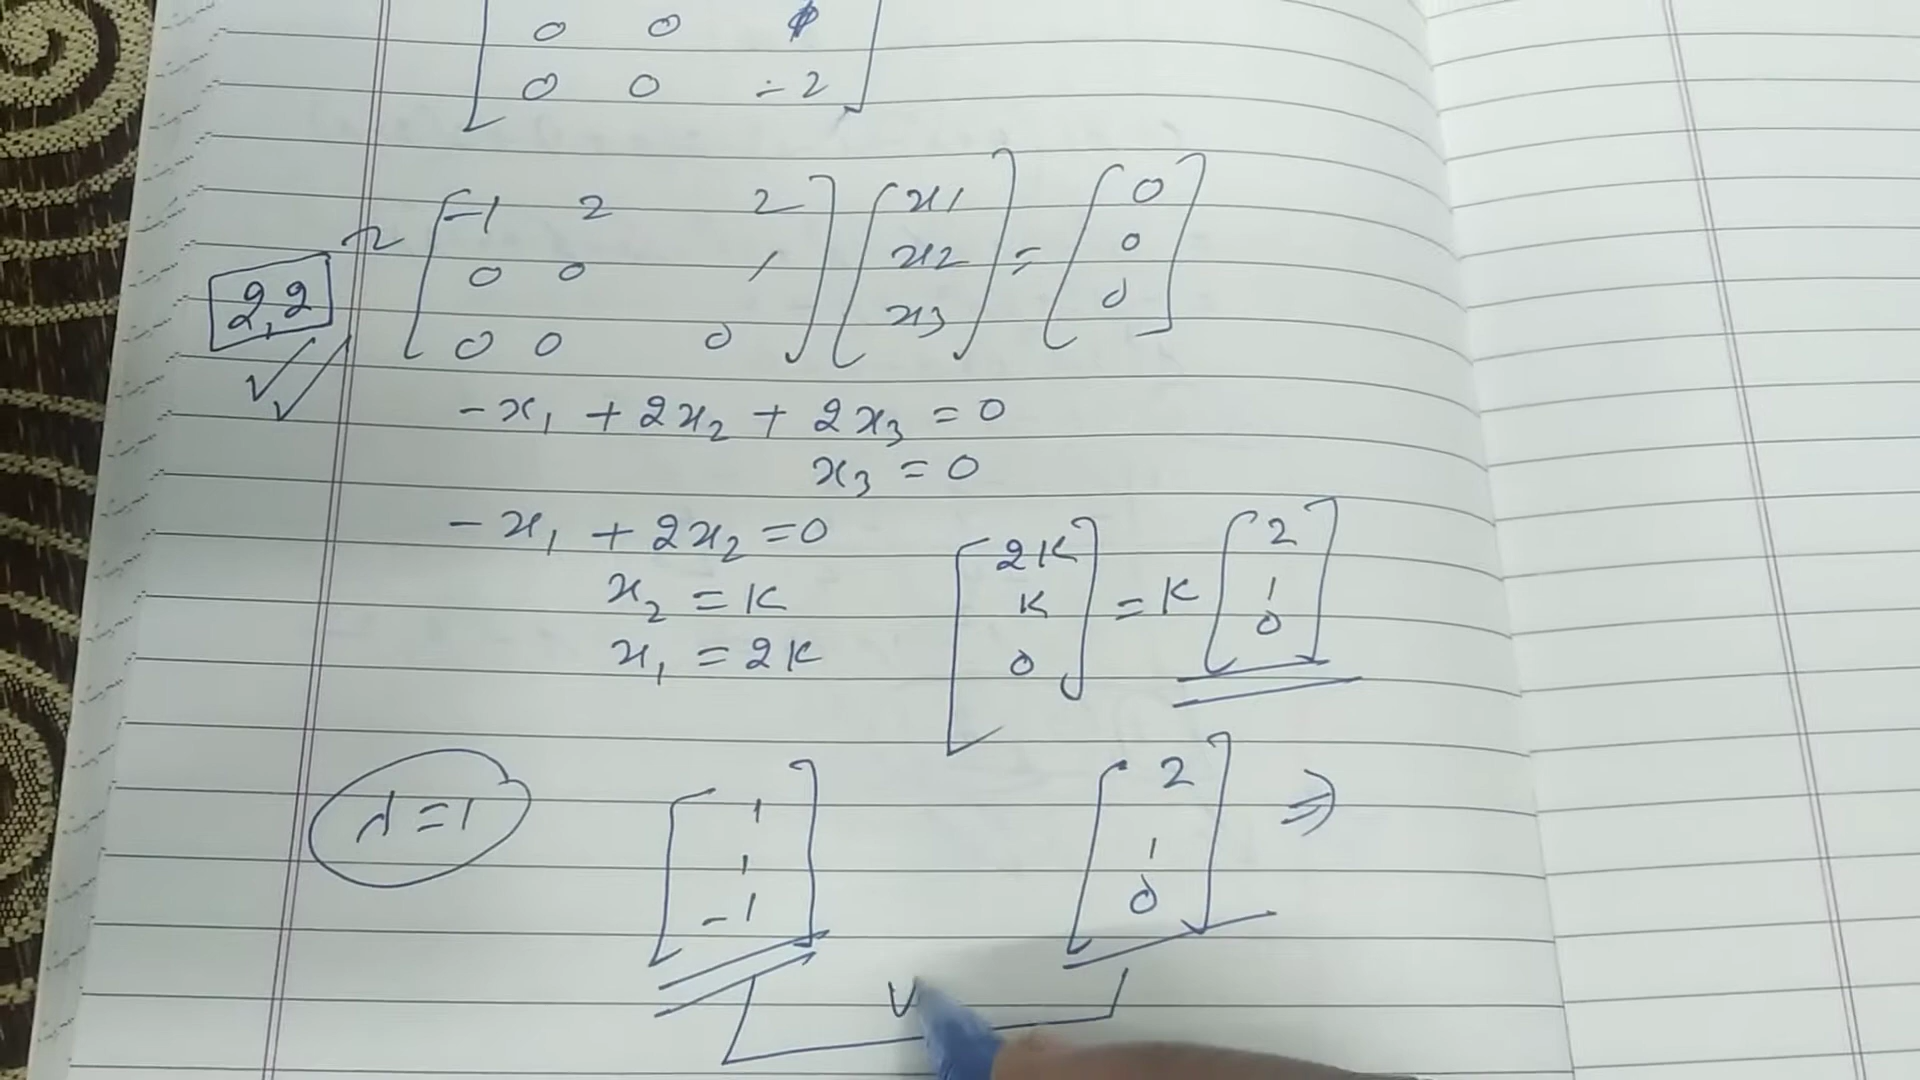 0 0 1
0 0 -2
~ [-1 2 2] [x1] = [0]
[0 0 1] [x2] [0]
[0 0 0] [x3] [0]
2,2
-x₁ + 2x₂ + 2x₃ = 0
x₃ = 0
-x₁ + 2x₂ = 0
x₂ = K
x₁ = 2K
[2K] = K [2]
[K] [1]
[0] [0]
λ=1 [1] [2] ⇒
[1] [1]
[-1] [0]